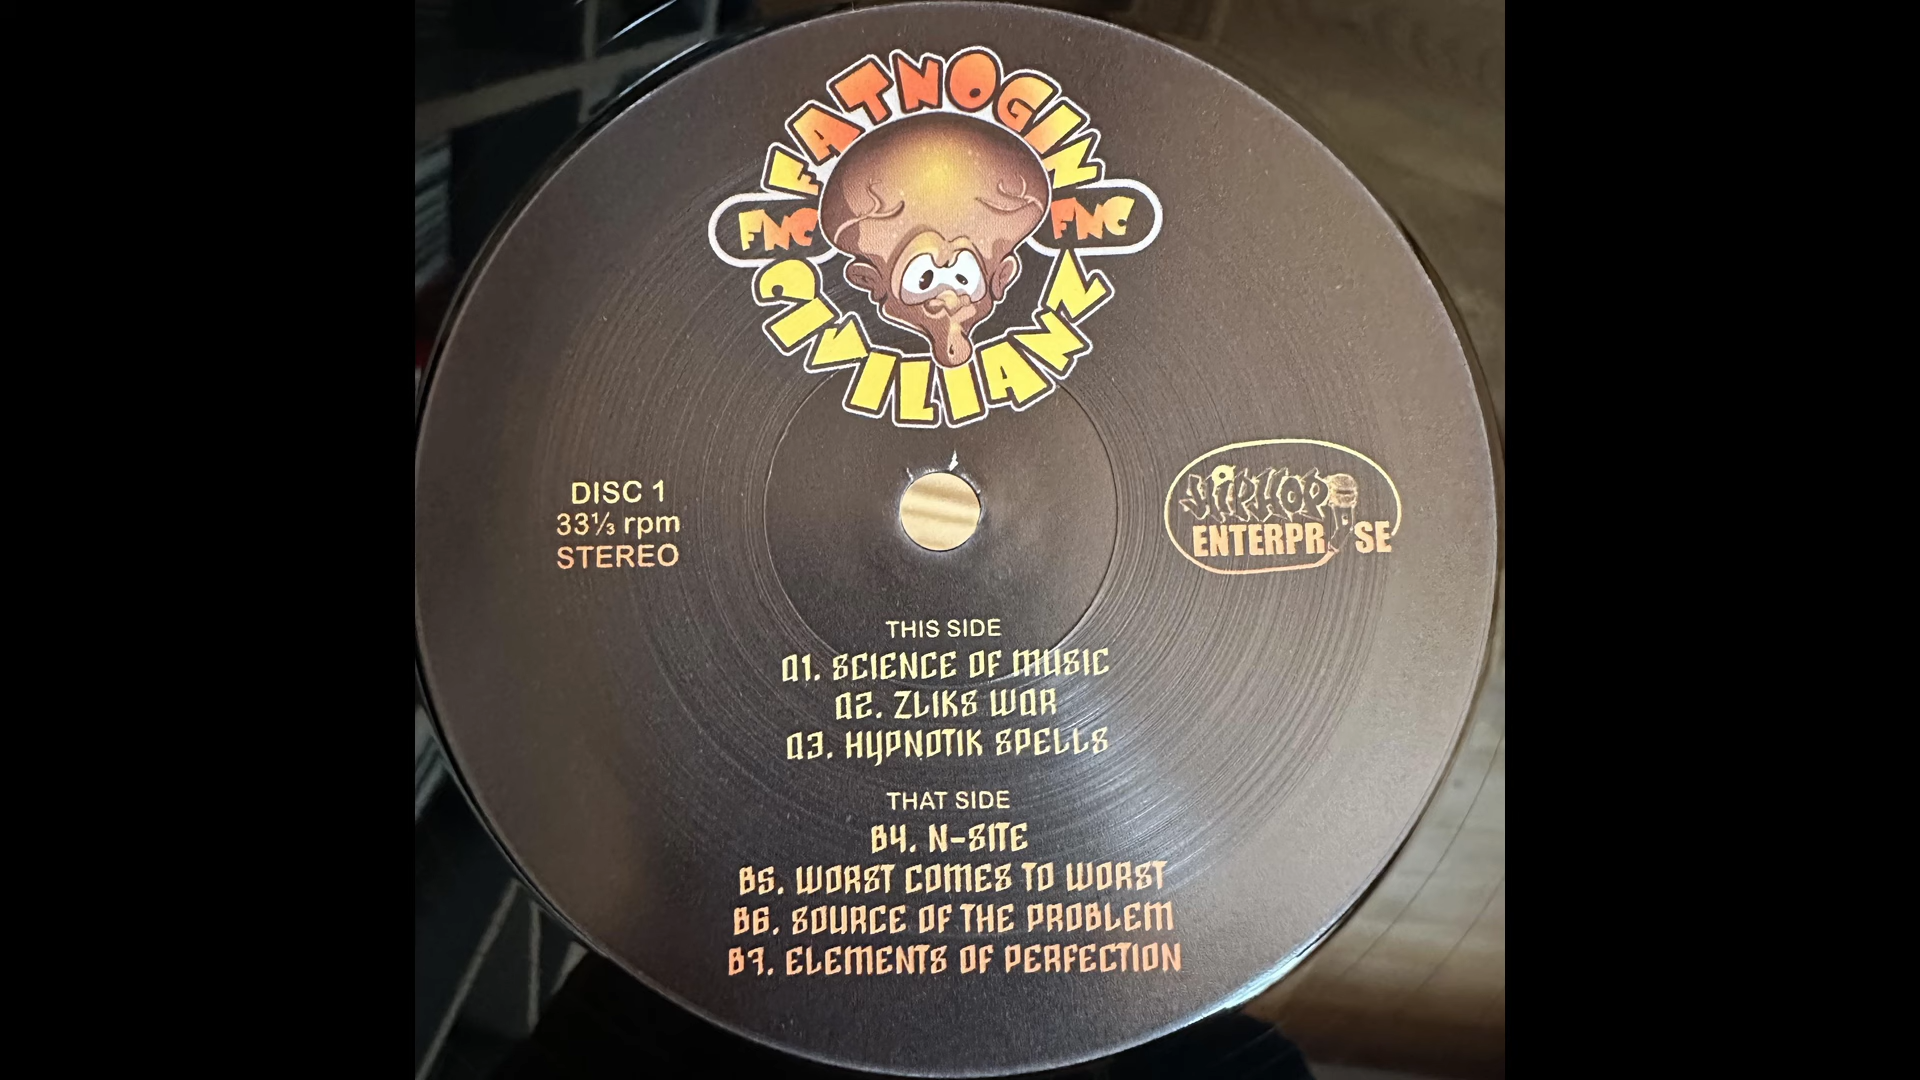 FATNOGIN
FNC
FNC
CIVILIANZ
DISC 1
33⅓ rpm
STEREO
HIPHOP
ENTERPRISE
THIS SIDE
A1. SCIENCE OF MUSIC
A2. ZLIKS WAR
A3. HYPNOTIK SPELLS
THAT SIDE
B4. N-SITE
B5. WORST COMES TO WORST
B6. SOURCE OF THE PROBLEM
B7. ELEMENTS OF PERFECTION